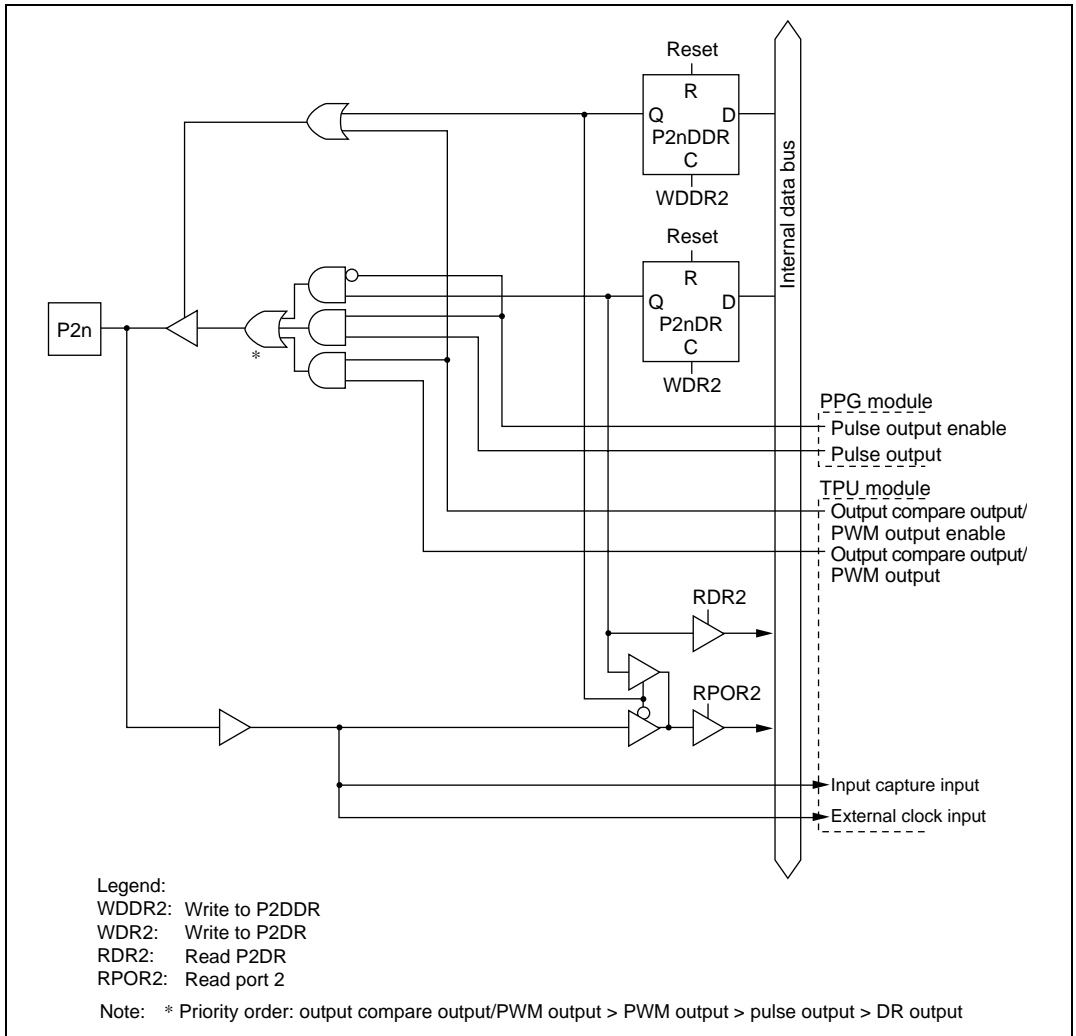 Reset
R
Q D
P2nDDR
C
WDDR2
Internal data bus
Reset
R
Q D
P2nDR
C
WDR2
P2n
*
PPG module
Pulse output enable
Pulse output
TPU module
Output compare output/
PWM output enable
Output compare output/
PWM output
RDR2
RPOR2
Input capture input
External clock input
Legend:
WDDR2: Write to P2DDR
WDR2: Write to P2DR
RDR2: Read P2DR
RPOR2: Read port 2
Note: * Priority order: output compare output/PWM output > PWM output > pulse output > DR output